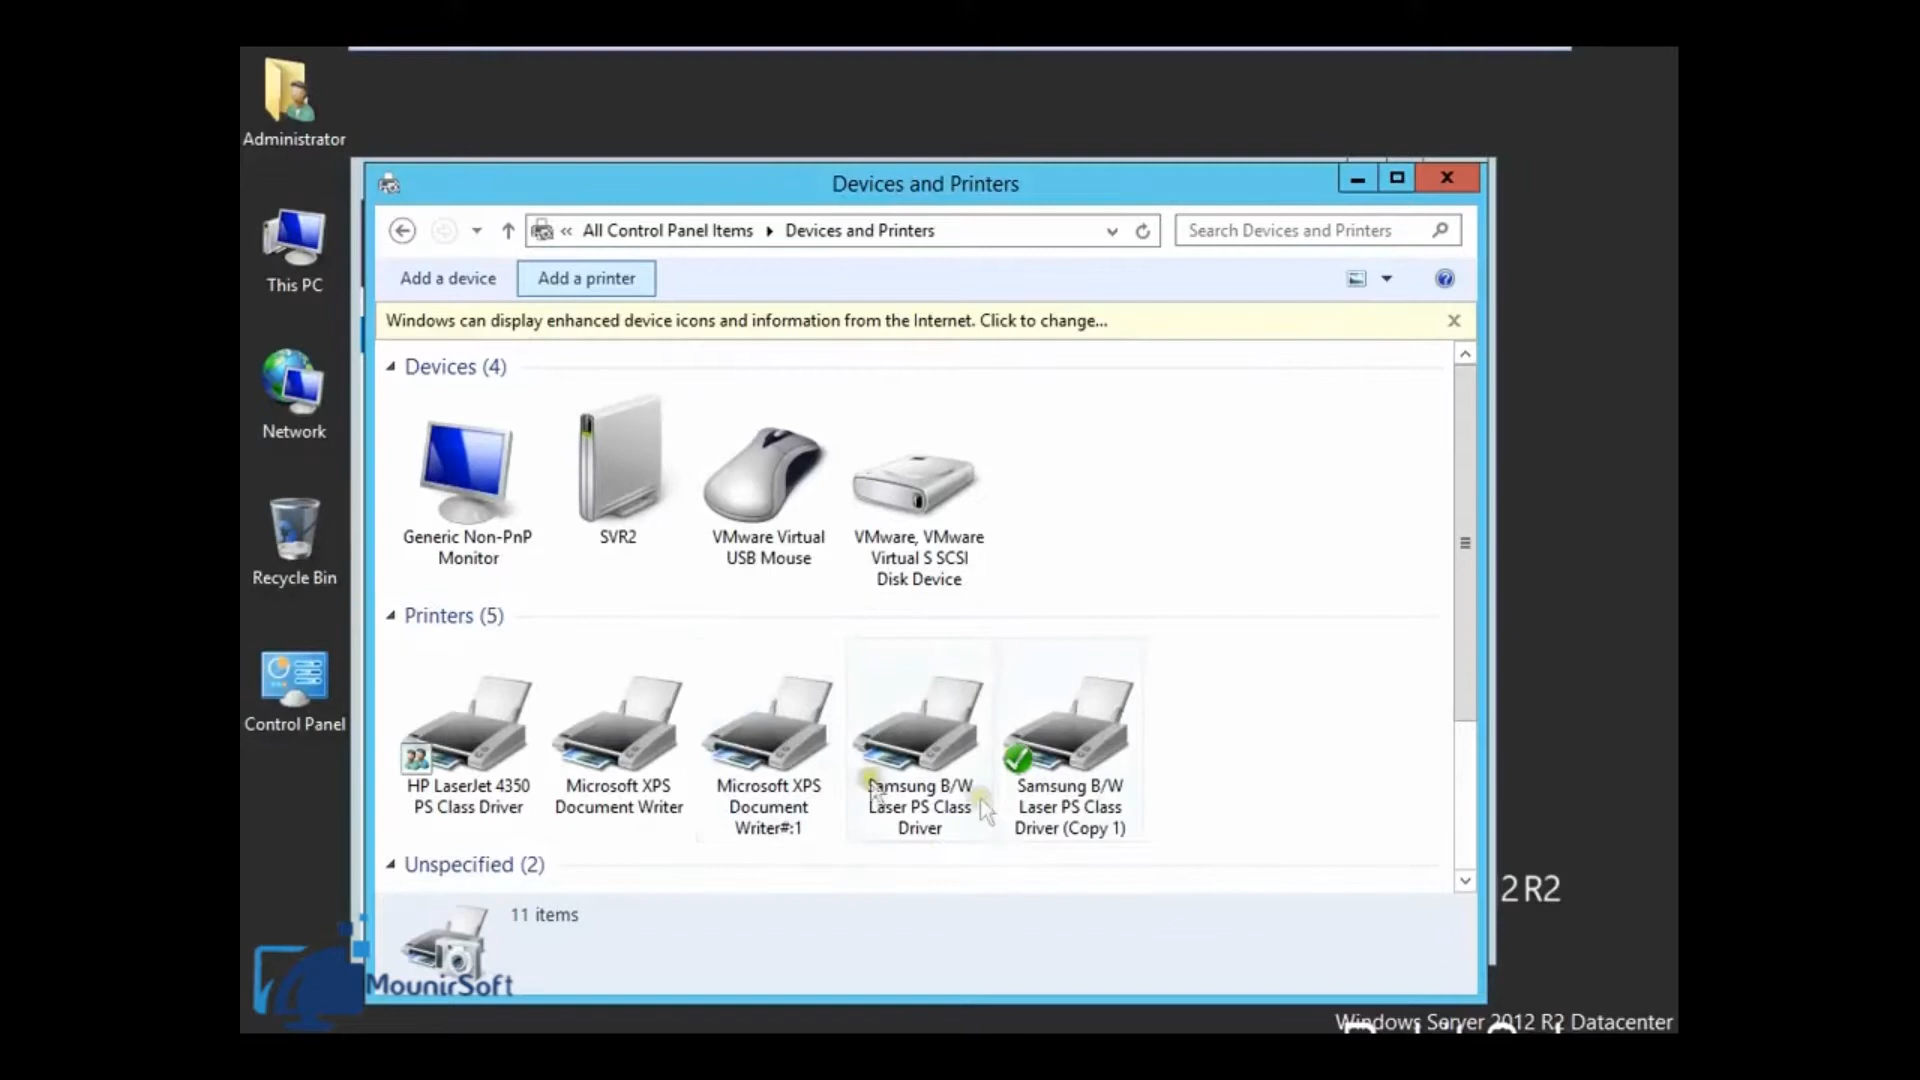 Administrator
This PC
Network
Recycle Bin
Control Panel
Devices and Printers
« All Control Panel Items Devices and Printers
Search Devices and Printers
Add a device
Add a printer
Windows can display enhanced device icons and information from the Internet. Click to change...
Devices (4)
Generic Non-PnP
Monitor
SVR2
VMware Virtual
USB Mouse
VMware, VMware
Virtual S SCSI
Disk Device
Printers (5)
HP LaserJet 4350
PS Class Driver
Microsoft XPS
Document Writer
Microsoft XPS
Document
Writer#:1
Samsung B/W
Laser PS Class
Driver
Samsung B/W
Laser PS Class
Driver (Copy 1)
Unspecified (2)
11 items
MounirSoft
2 R2
Windows Server 2012 R2 Datacenter